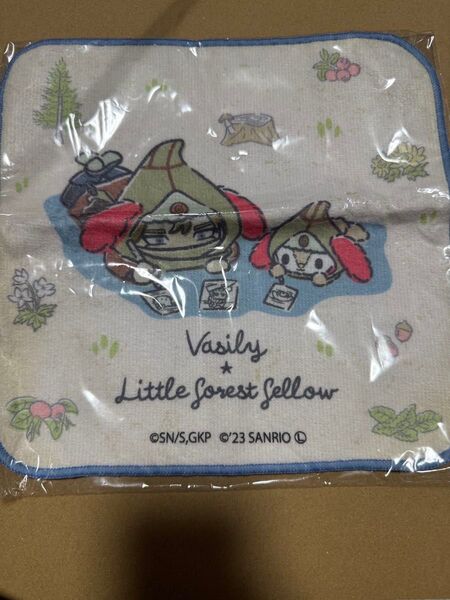 Vasily
★
Little forest fellow
©SN/S,GKP ©'23 SANRIO Ⓛ